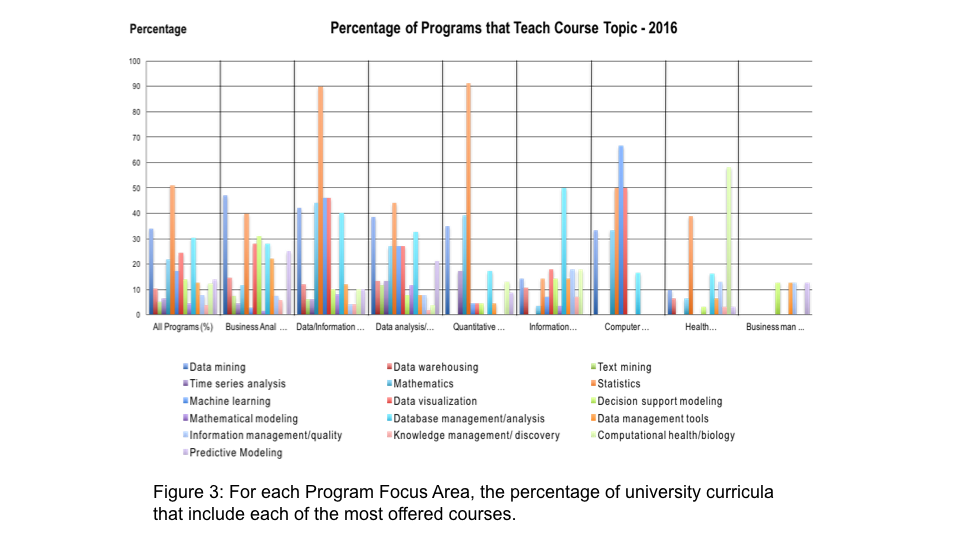 Percentage
Percentage of Programs that Teach Course Topic - 2016
100
90
80
70
60
50
40
30
20
10
0
All Programs (%) Business Anal ... Data/Information ... Data analysis/... Quantitative ... Information... Computer ... Health... Business man ...
Data mining Data warehousing Text mining
Time series analysis Mathematics Statistics
Machine learning Data visualization Decision support modeling
Mathematical modeling Database management/analysis Data management tools
Information management/quality Knowledge management/ discovery Computational health/biology
Predictive Modeling
Figure 3: For each Program Focus Area, the percentage of university curricula
that include each of the most offered courses.